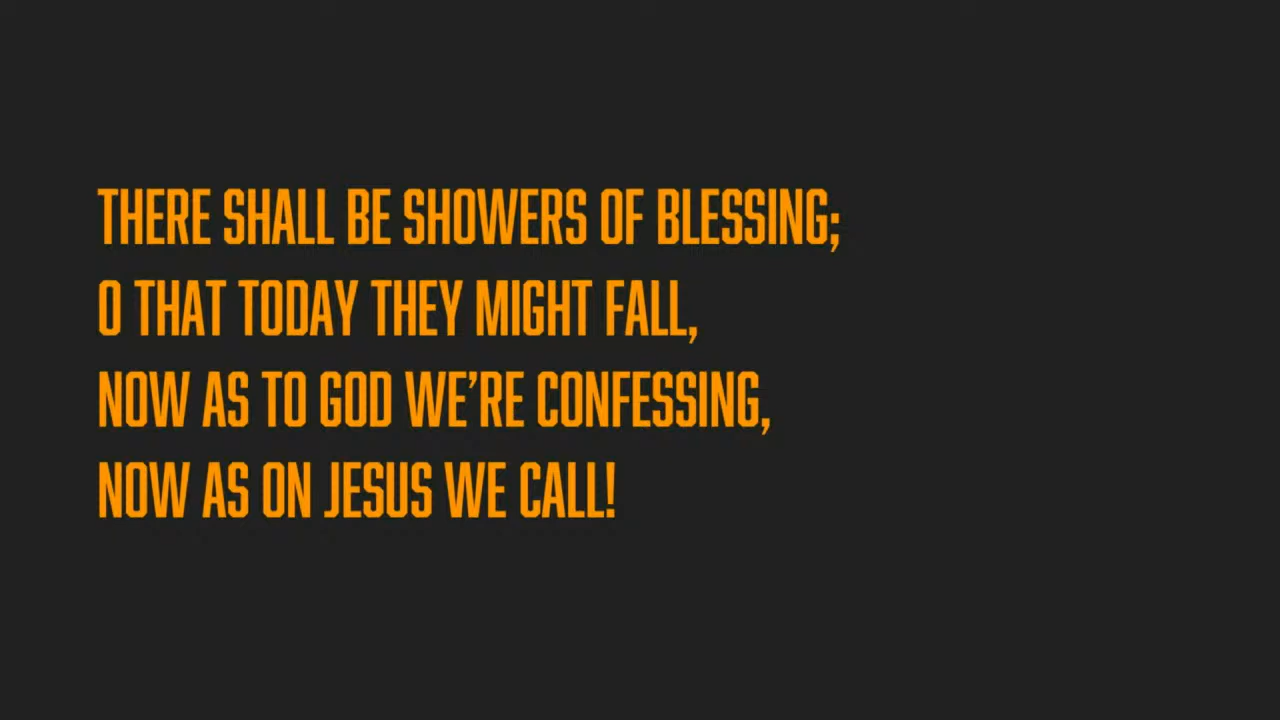 THERE SHALL BE SHOWERS OF BLESSING;
O THAT TODAY THEY MIGHT FALL,
NOW AS TO GOD WE’RE CONFESSING,
NOW AS ON JESUS WE CALL!